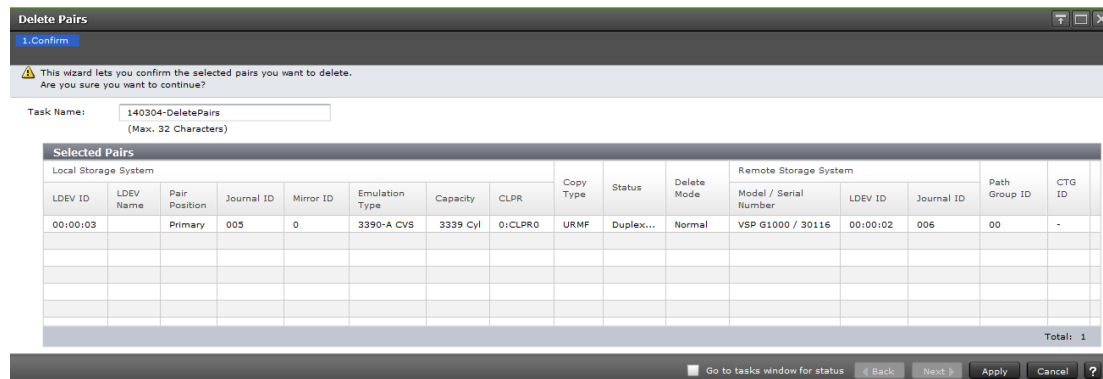 Delete Pairs
1.Confirm
This wizard lets you confirm the selected pairs you want to delete.
Are you sure you want to continue?
Task Name: 140304-DeletePairs
(Max. 32 Characters)
Selected Pairs
Local Storage System Copy Type Status Delete Mode Remote Storage System Path Group ID CTG ID
LDEV ID LDEV Name Pair Position Journal ID Mirror ID Emulation Type Capacity CLPR Model / Serial Number LDEV ID Journal ID
00:00:03 Primary 005 0 3390-A CVS 3339 Cyl 0:CLPR0 URMF Duplex... Normal VSP G1000 / 30116 00:00:02 006 00 -
Total: 1
Go to tasks window for status Back Next Apply Cancel ?